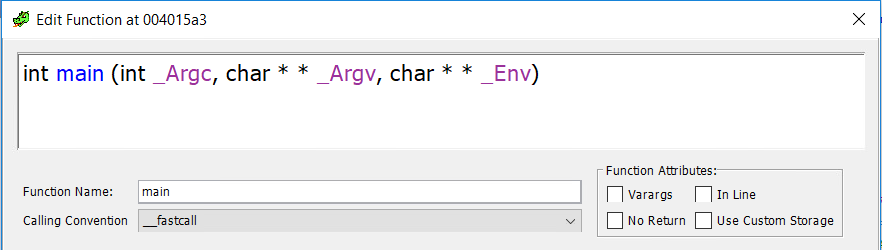 Edit Function at 004015a3
int main (int _Argc, char * * _Argv, char * * _Env)
Function Name: main
Calling Convention __fastcall
Function Attributes:
Varargs In Line
No Return Use Custom Storage